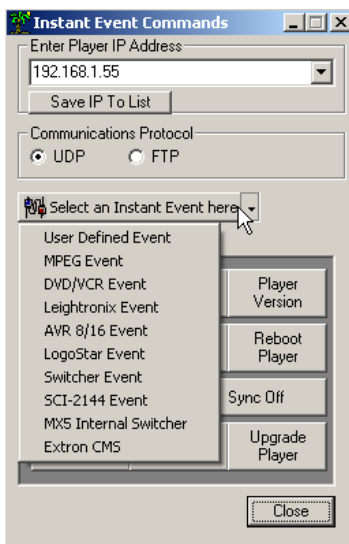 Instant Event Commands
Enter Player IP Address
192.168.1.55
Save IP To List
Communications Protocol
UDP FTP
Select an Instant Event here
User Defined Event
MPEG Event
DVD/VCR Event
Leightronix Event
AVR 8/16 Event
LogoStar Event
Switcher Event
SCI-2144 Event
MX5 Internal Switcher
Extron CMS
Player
Version
Reboot
Player
Sync Off
Upgrade
Player
Close